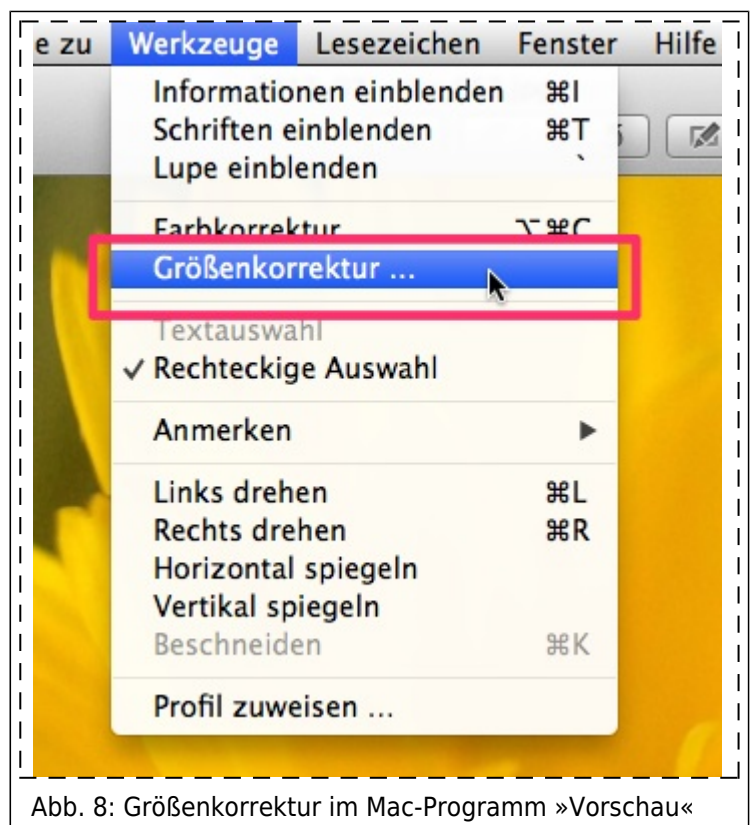 e zu Werkzeuge Lesezeichen Fenster Hilfe
Informationen einblenden ⌘I
Schriften einblenden ⌘T
Lupe einblenden `
Farbkorrektur ⌥⌘C
Größenkorrektur ...
Textauswahl
✓ Rechteckige Auswahl
Anmerken ▶
Links drehen ⌘L
Rechts drehen ⌘R
Horizontal spiegeln
Vertikal spiegeln
Beschneiden ⌘K
Profil zuweisen ...
Abb. 8: Größenkorrektur im Mac-Programm »Vorschau«